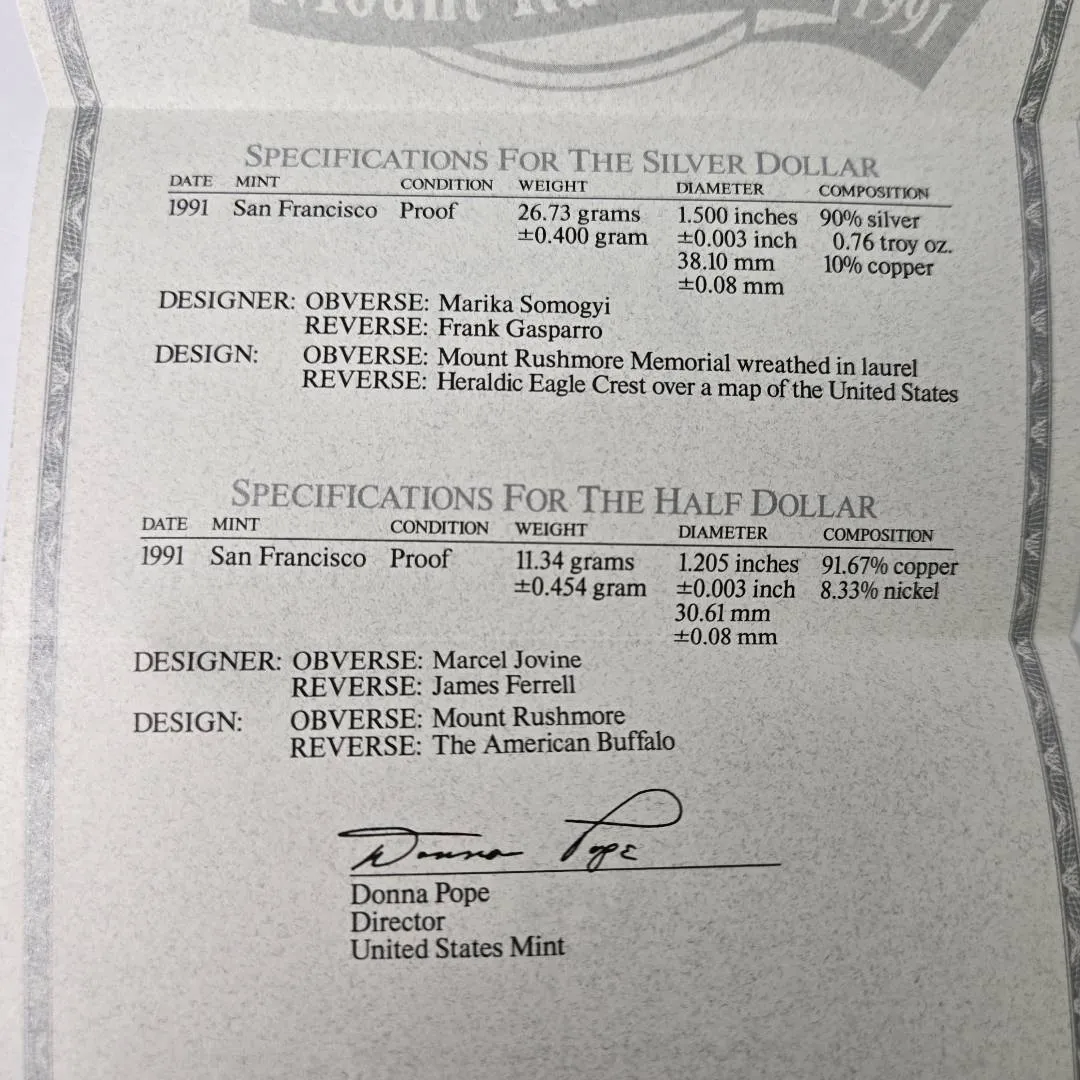 Mount Ru
1991
SPECIFICATIONS FOR THE SILVER DOLLAR
DATE MINT CONDITION WEIGHT DIAMETER COMPOSITION
1991 San Francisco Proof 26.73 grams 1.500 inches 90% silver
±0.400 gram ±0.003 inch 0.76 troy oz.
38.10 mm 10% copper
±0.08 mm
DESIGNER: OBVERSE: Marika Somogyi
REVERSE: Frank Gasparro
DESIGN: OBVERSE: Mount Rushmore Memorial wreathed in laurel
REVERSE: Heraldic Eagle Crest over a map of the United States
SPECIFICATIONS FOR THE HALF DOLLAR
DATE MINT CONDITION WEIGHT DIAMETER COMPOSITION
1991 San Francisco Proof 11.34 grams 1.205 inches 91.67% copper
±0.454 gram ±0.003 inch 8.33% nickel
30.61 mm
±0.08 mm
DESIGNER: OBVERSE: Marcel Jovine
REVERSE: James Ferrell
DESIGN: OBVERSE: Mount Rushmore
REVERSE: The American Buffalo
Donna Pope
Donna Pope
Director
United States Mint